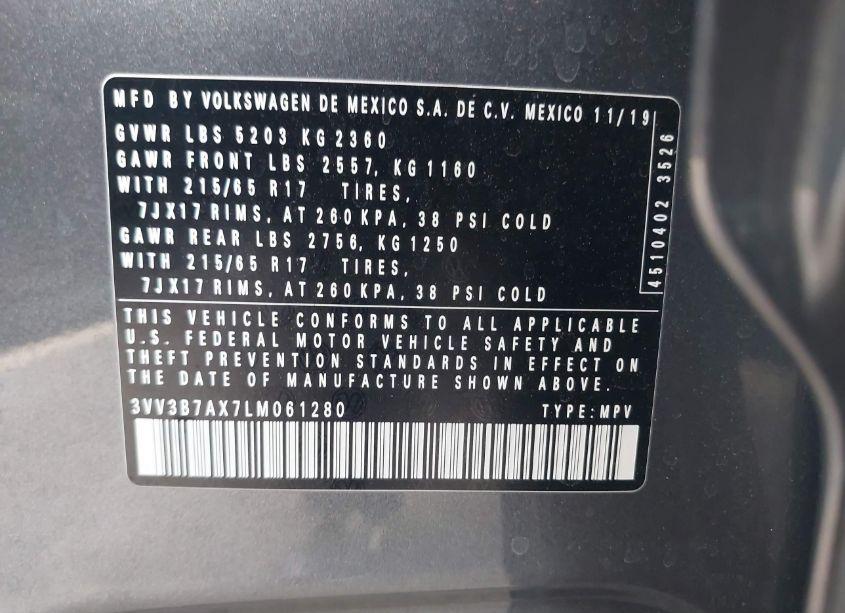 MFD BY VOLKSWAGEN DE MEXICO S.A. DE C.V. MEXICO 11/19
GVWR LBS 5203 KG 2360
GAWR FRONT LBS 2557, KG 1160
WITH 215/65 R17 TIRES,
7JX17 RIMS, AT 260 KPA, 38 PSI COLD
GAWR REAR LBS 2756, KG 1250
WITH 215/65 R17 TIRES,
7JX17 RIMS, AT 260 KPA, 38 PSI COLD
4510402 3526
THIS VEHICLE CONFORMS TO ALL APPLICABLE
U.S. FEDERAL MOTOR VEHICLE SAFETY AND
THEFT PREVENTION STANDARDS IN EFFECT ON
THE DATE OF MANUFACTURE SHOWN ABOVE.
3VV3B7AX7LM061280 TYPE: MPV